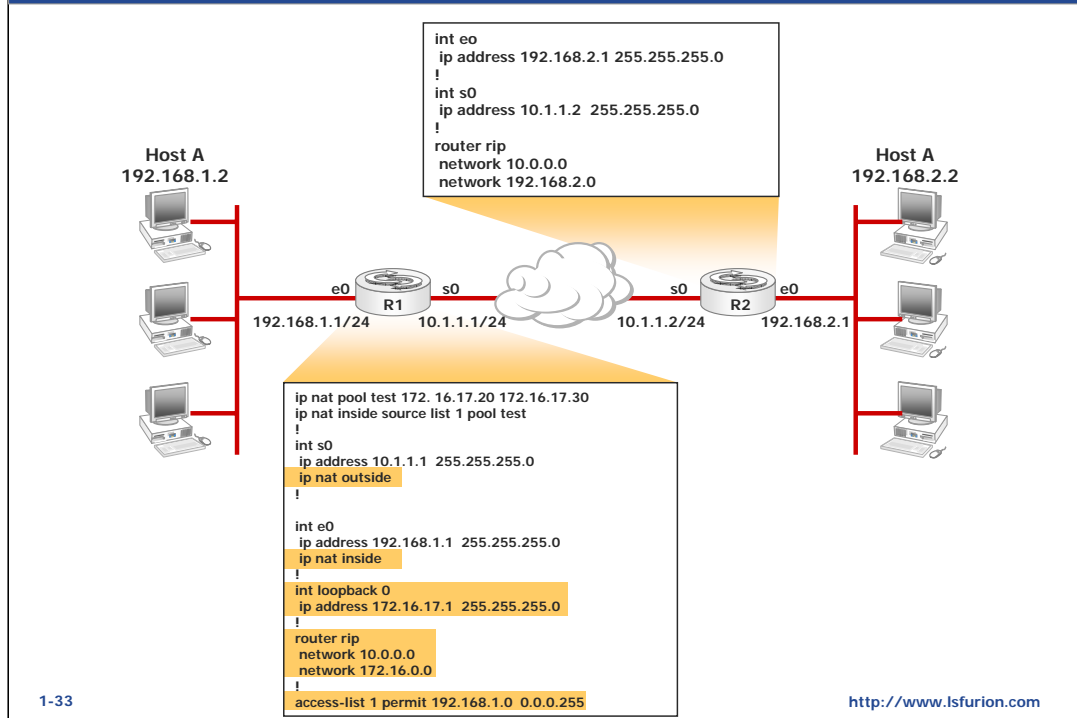 int eo
ip address 192.168.2.1 255.255.255.0
!
int s0
ip address 10.1.1.2 255.255.255.0
!
router rip
network 10.0.0.0
network 192.168.2.0
Host A
192.168.1.2
Host A
192.168.2.2
e0
R1
s0
s0
R2
e0
192.168.1.1/24
10.1.1.1/24
10.1.1.2/24
192.168.2.1
ip nat pool test 172. 16.17.20 172.16.17.30
ip nat inside source list 1 pool test
!
int s0
ip address 10.1.1.1 255.255.255.0
ip nat outside
!
int e0
ip address 192.168.1.1 255.255.255.0
ip nat inside
!
int loopback 0
ip address 172.16.17.1 255.255.255.0
!
router rip
network 10.0.0.0
network 172.16.0.0
!
access-list 1 permit 192.168.1.0 0.0.0.255
1-33
http://www.lsfurion.com